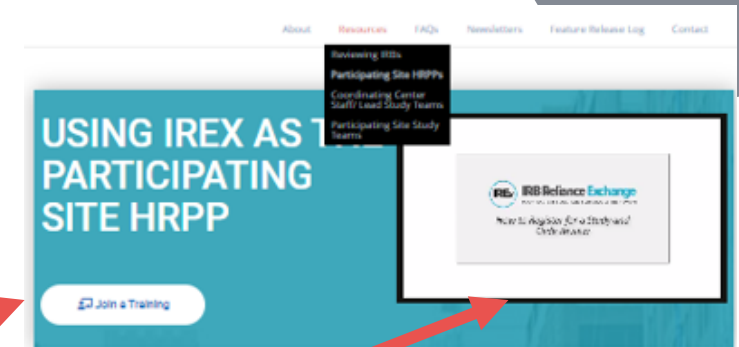 About Resources FAQs Newsletters Feature Release Log Contact
Reviewing IRBs
Participating Site HRPPs
Coordinating Center
Staff/ Lead Study Teams
Participating Site Study
Teams
USING IREX AS THE
PARTICIPATING
SITE HRPP
IREx IRB Reliance Exchange
How to Register for a Study and
Join a Training